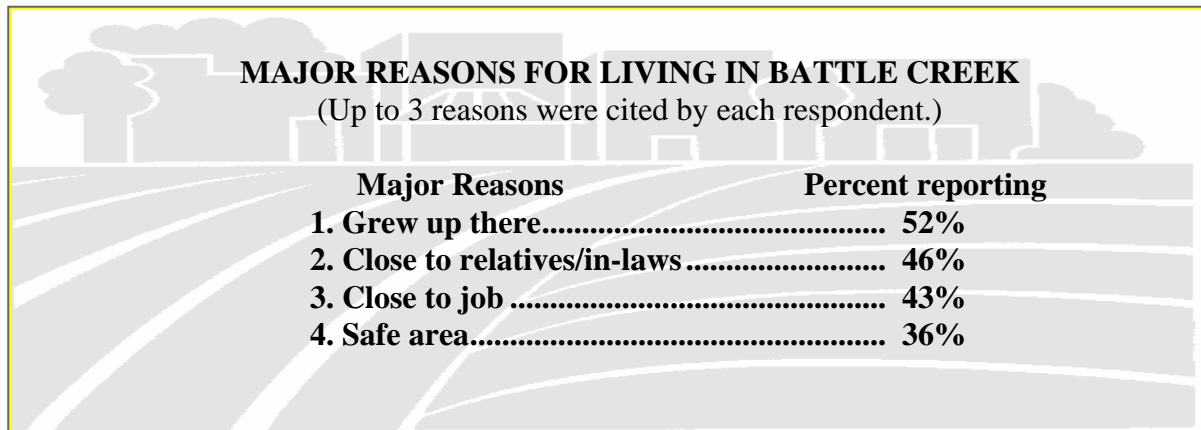 MAJOR REASONS FOR LIVING IN BATTLE CREEK
(Up to 3 reasons were cited by each respondent.)
Major Reasons Percent reporting
1. Grew up there.......................................... 52%
2. Close to relatives/in-laws........................ 46%
3. Close to job.............................................. 43%
4. Safe area................................................... 36%